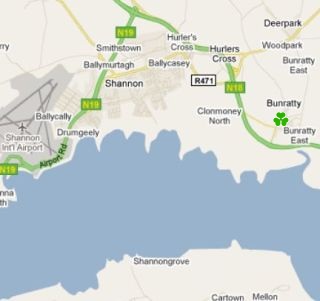 Deerpark
N19
Hurler's
Cross
Woodpark
Smithstown
Hurlers
Cross
Bunratty
East
Ballymurtagh
Ballycasey
Shannon
R471
N18
Bunratty
N19
Clonmoney
North
Ballycally
Drumgeely
Bunratty
East
Shannon
Int'l Airport
Airport Rd
N19
nna
th
Shannongrove
Cartown
Mellon